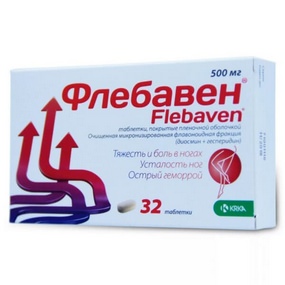 500 мг
Флебавен®
Flebaven®
таблетки, покрытые пленочной оболочкой
Очищенная микронизированная флавоноидная фракция
(диосмин + гесперидин)
Тяжесть и боль в ногах
Усталость ног
Острый геморрой
32 таблетки
KRKA